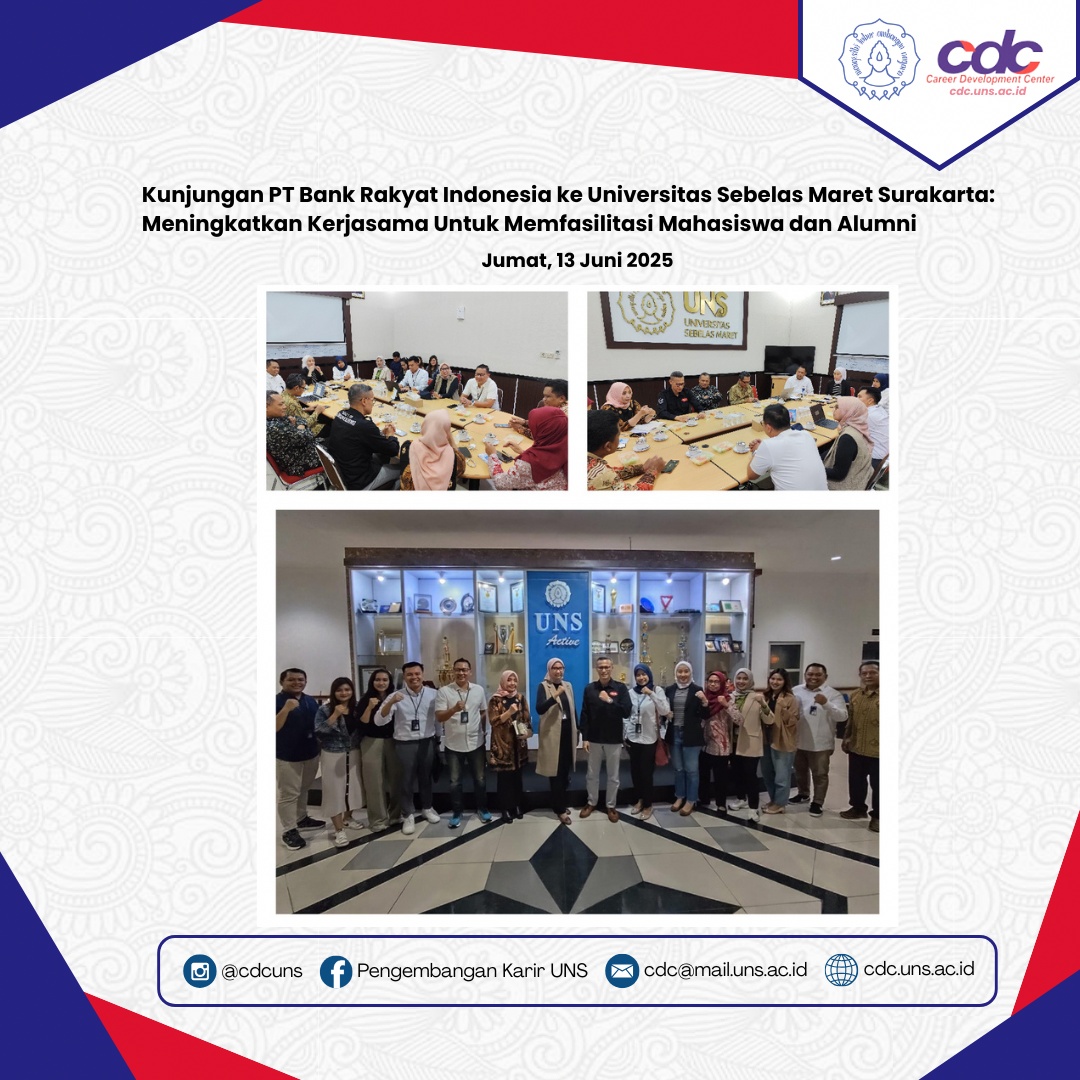 cdc
Career Development Center
cdc.uns.ac.id
Kunjungan PT Bank Rakyat Indonesia ke Universitas Sebelas Maret Surakarta:
Meningkatkan Kerjasama Untuk Memfasilitasi Mahasiswa dan Alumni
Jumat, 13 Juni 2025
UNS
UNIVERSITAS
SEBELAS MARET
UNS
Active
@cdcuns
Pengembangan Karir UNS
cdc@mail.uns.ac.id
cdc.uns.ac.id